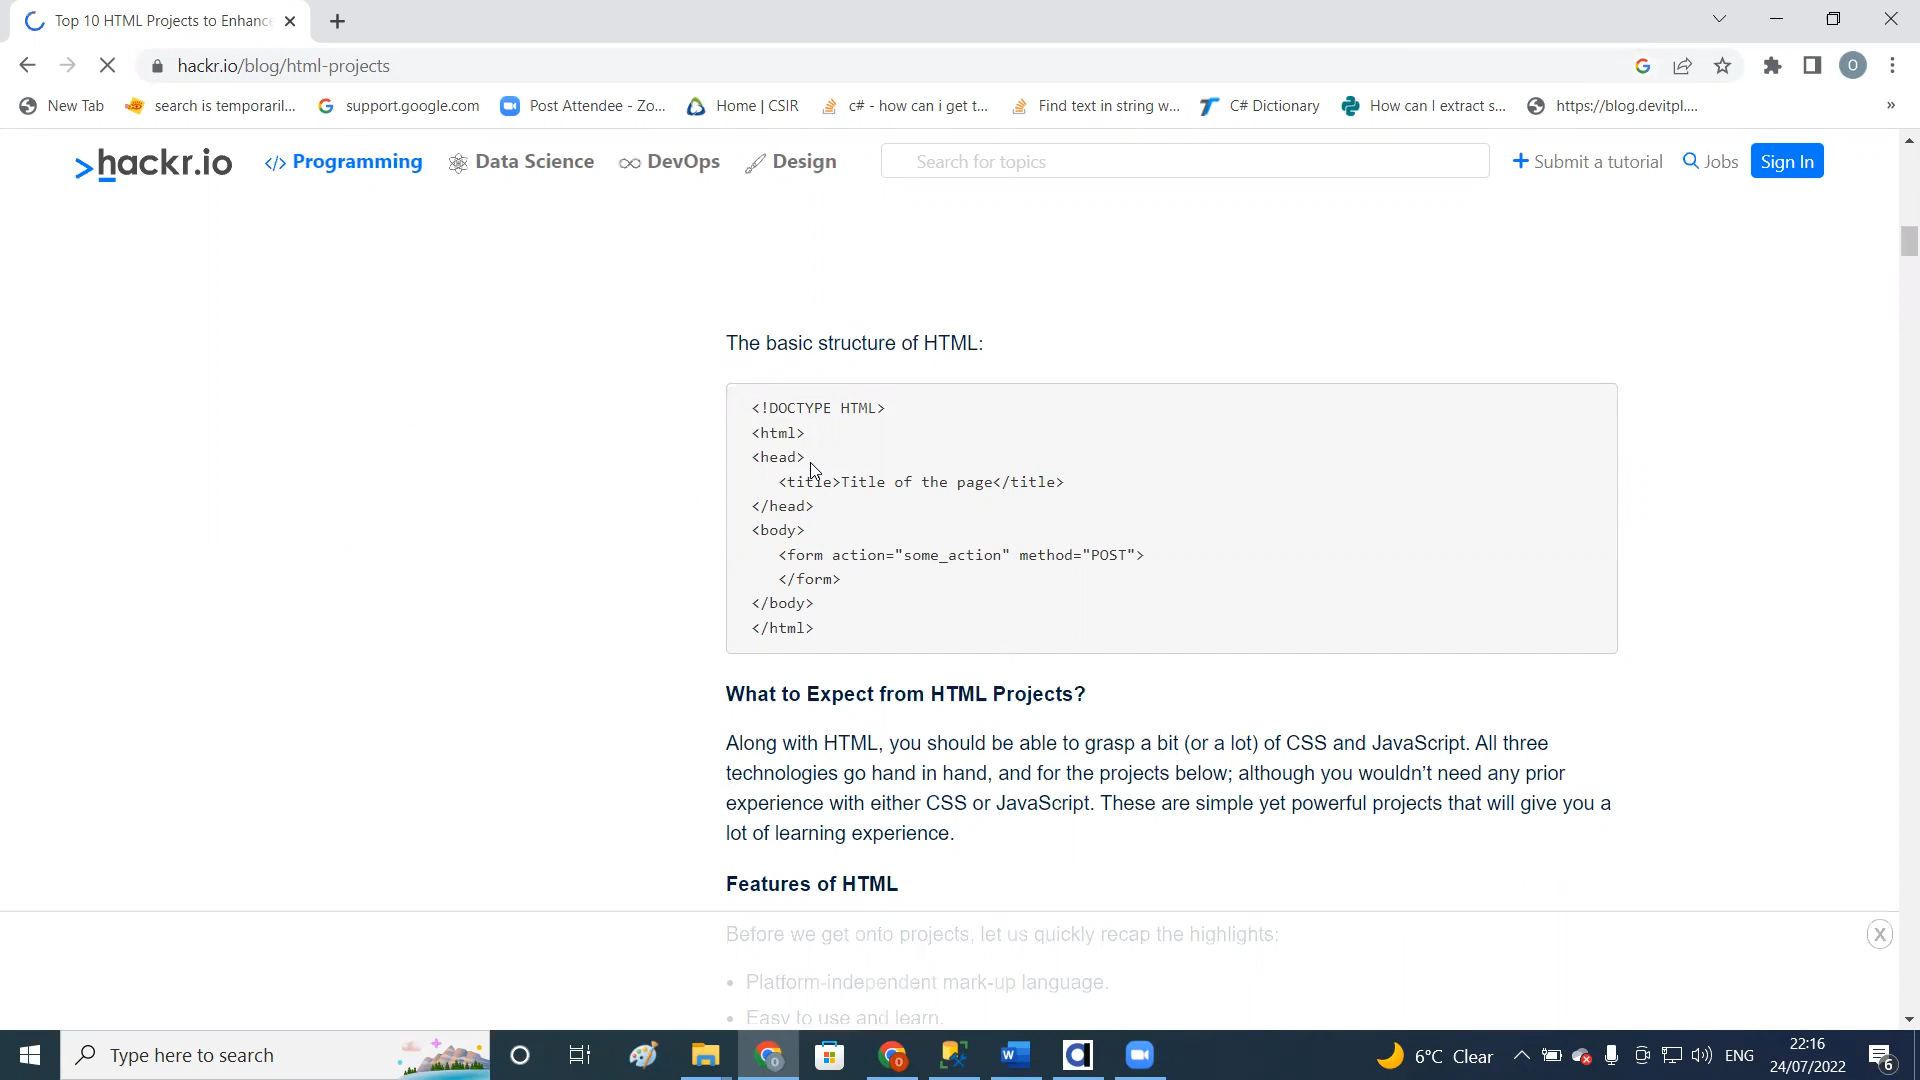 Top 10 HTML Projects to Enhance
hackr.io/blog/html-projects
O
New Tab
search is temporaril...
support.google.com
Post Attendee - Zo...
Home | CSIR
c# - how can i get t...
Find text in string w...
C# Dictionary
How can I extract s...
https://blog.devitpl....
»
>hackr.io
</> Programming
Data Science
DevOps
Design
Search for topics
+ Submit a tutorial
Jobs
Sign In
The basic structure of HTML:
<!DOCTYPE HTML>
<html>
<head>
<title>Title of the page</title>
</head>
<body>
<form action="some_action" method="POST">
</form>
</body>
</html>
What to Expect from HTML Projects?
Along with HTML, you should be able to grasp a bit (or a lot) of CSS and JavaScript. All three
technologies go hand in hand, and for the projects below; although you wouldn’t need any prior
experience with either CSS or JavaScript. These are simple yet powerful projects that will give you a
lot of learning experience.
Features of HTML
Before we get onto projects, let us quickly recap the highlights:
• Platform-independent mark-up language.
• Easy to use and learn.
X
Type here to search
6°C Clear
ENG
22:16
24/07/2022
6